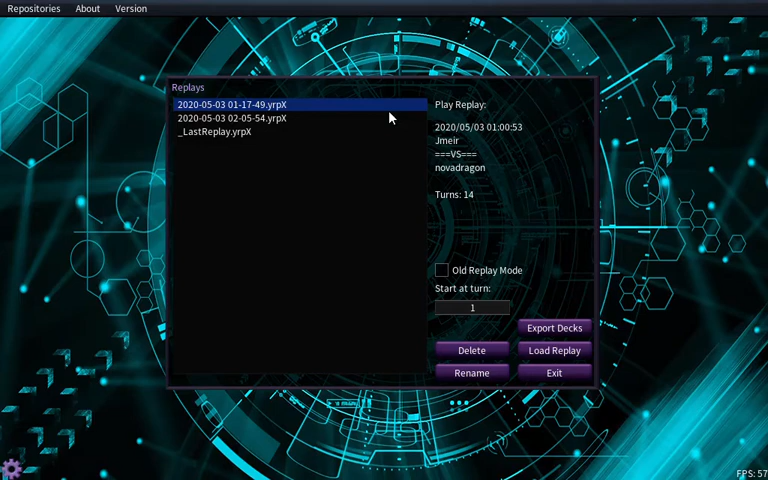 Repositories About Version
Replays
2020-05-03 01-17-49.yrpX
2020-05-03 02-05-54.yrpX
_LastReplay.yrpX
Play Replay:
2020/05/03 01:00:53
Jmeir
===VS===
novadragon
Turns: 14
Old Replay Mode
Start at turn:
1
Export Decks
Delete Load Replay
Rename Exit
FPS: 57